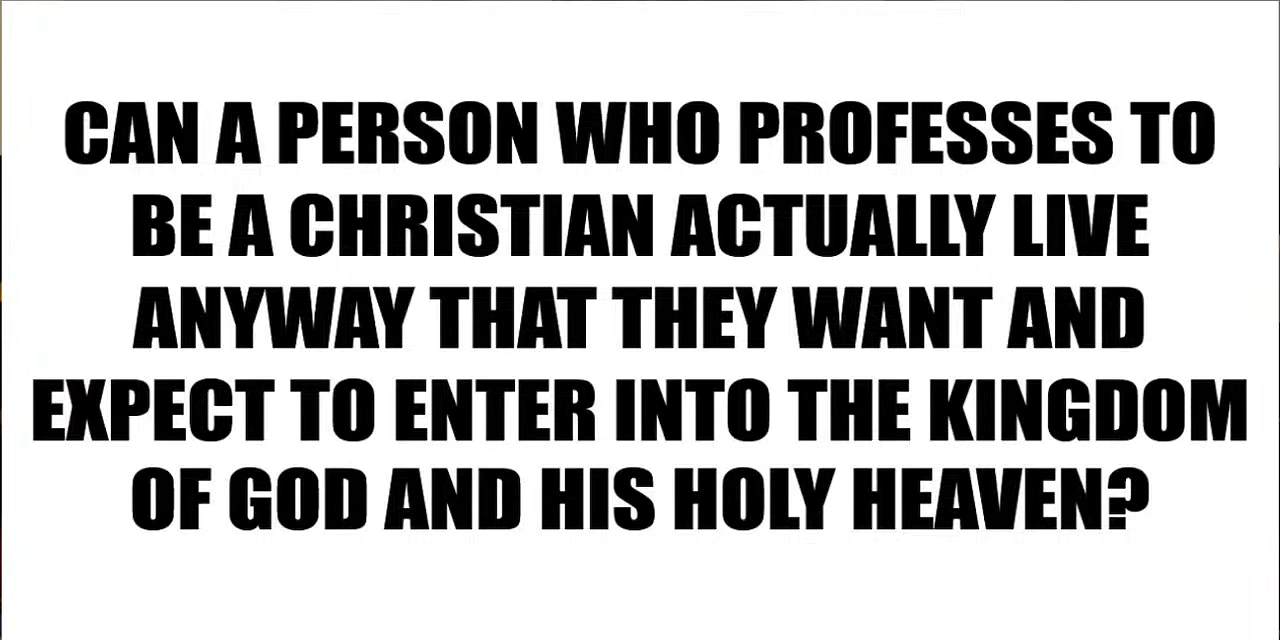 CAN A PERSON WHO PROFESSES TO
BE A CHRISTIAN ACTUALLY LIVE
ANYWAY THAT THEY WANT AND
EXPECT TO ENTER INTO THE KINGDOM
OF GOD AND HIS HOLY HEAVEN?